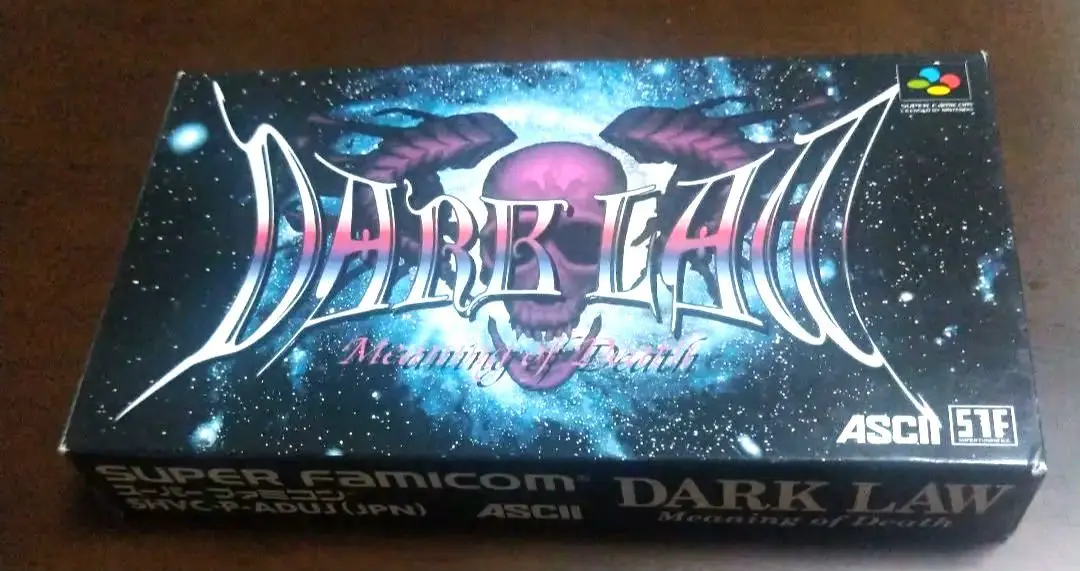 DARK LAW
Meaning of Death
SUPER FAMICOM
ASCII
STF
SUPER FAMICOM
スーパーファミコン
SHVC-P-ADUJ(JPN)
ASCII
DARK LAW
Meaning of Death